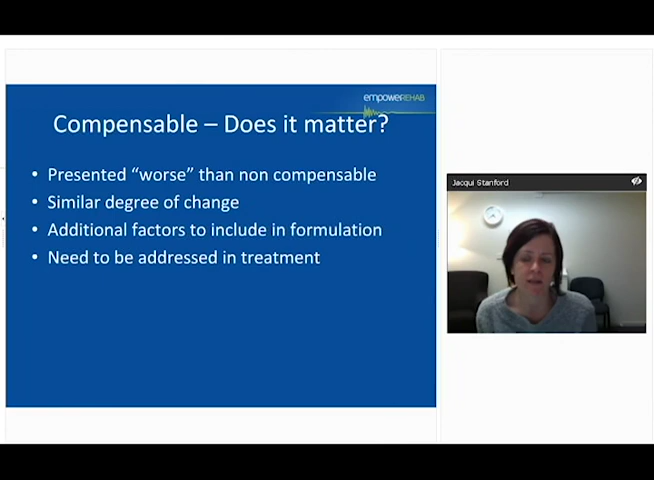 empowerREHAB
Compensable – Does it matter?
• Presented “worse” than non compensable
• Similar degree of change
• Additional factors to include in formulation
• Need to be addressed in treatment
Jacqui Stanford